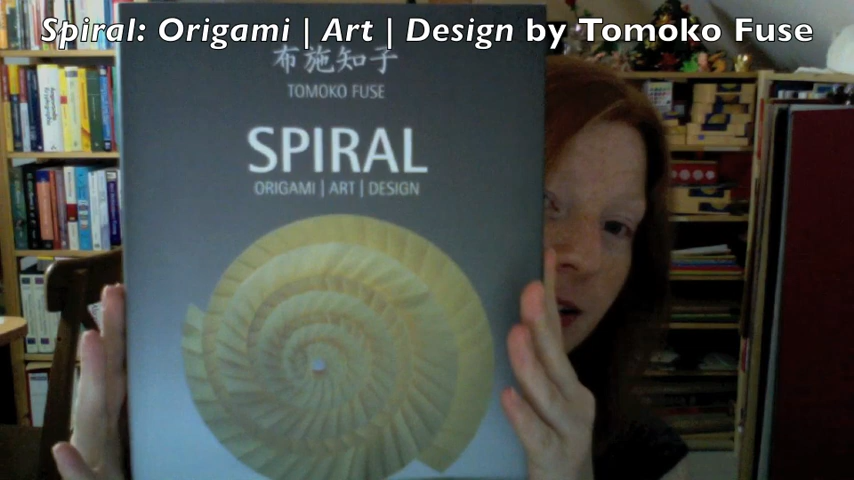 Spiral: Origami | Art | Design by Tomoko Fuse
布施知子
TOMOKO FUSE
SPIRAL
ORIGAMI | ART | DESIGN